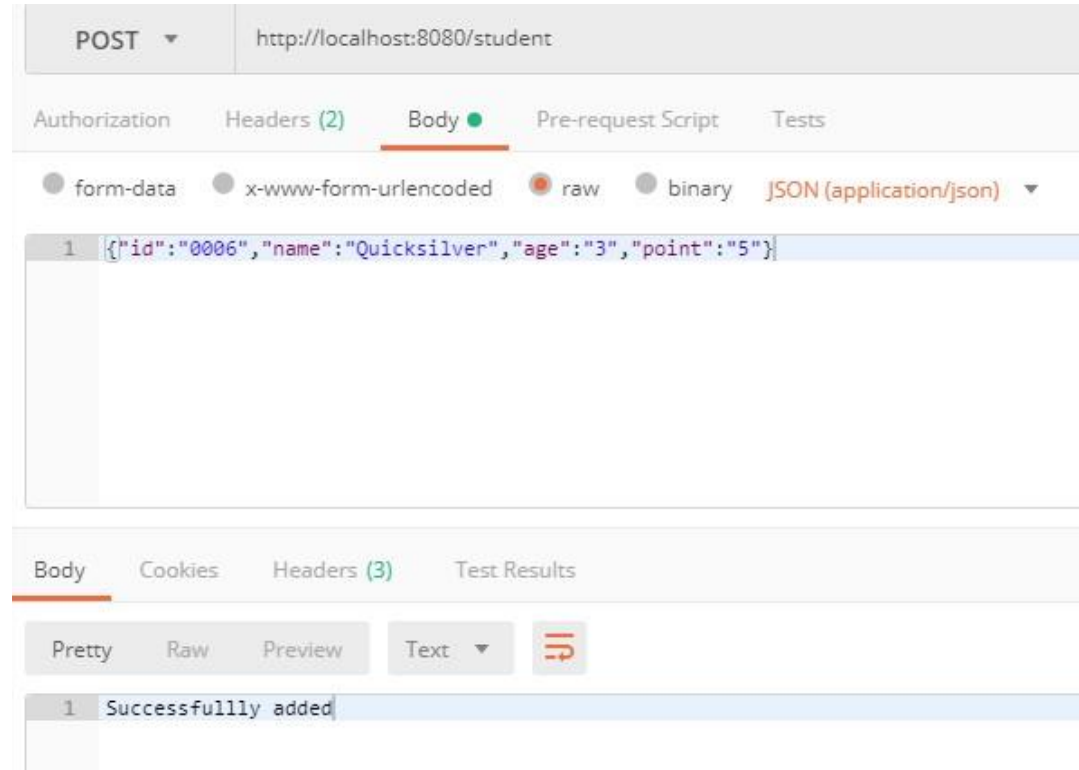 POST http://localhost:8080/student
Authorization Headers (2) Body Pre-request Script Tests
form-data x-www-form-urlencoded raw binary JSON (application/json)
1 {"id":"0006","name":"Quicksilver","age":"3","point":"5"}
Body Cookies Headers (3) Test Results
Pretty Raw Preview Text
1 Successfullly added